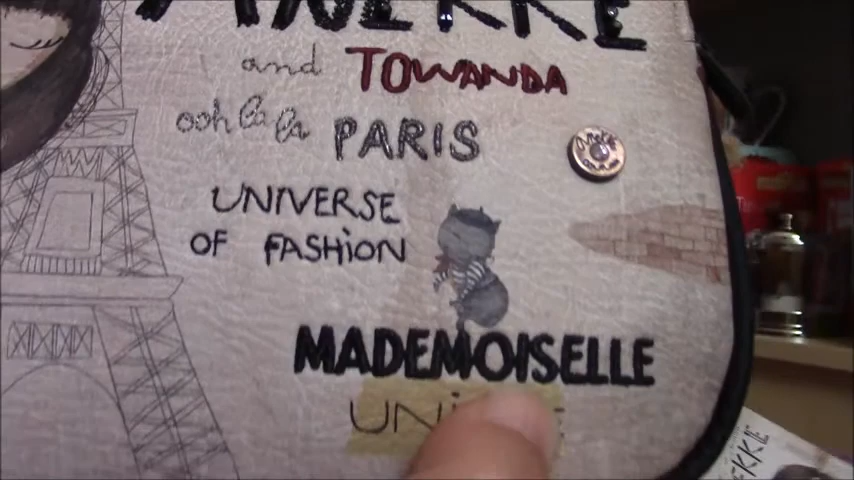 and TOWANDA
ooh la la PARIS
UNIVERSE
OF FASHION
MADEMOISELLE